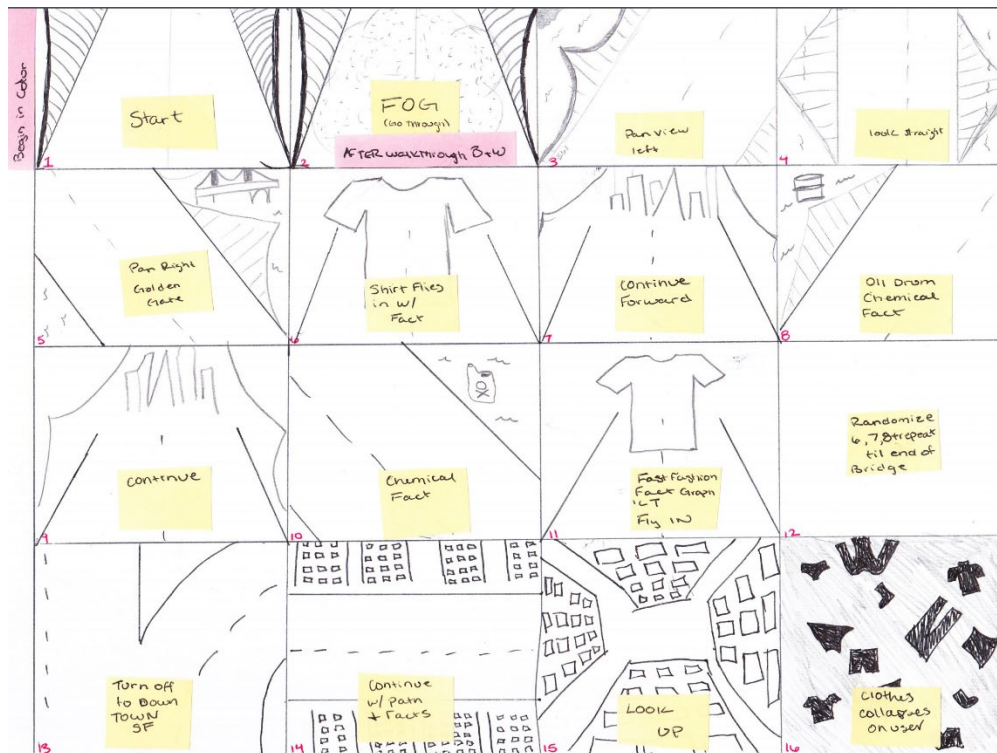 Begin in Color
1
Start
2
FOG
(Go through)
AFTER walkthrough B+W
3
Pan view
left
4
look straight
5
Pan Right
Golden
Gate
6
Shirt Flies
in w/
Fact
7
Continue
Forward
8
Oil Drum
Chemical
Fact
9
continue
10
Chemical
Fact
11
Fast Fashion
Fact Graph
Fly IN
12
Randomize
6,7,8+repeat
til end of
Bridge
13
Turn off
to Down
TOWN
SF
14
Continue
w/path
+ Facts
15
LOOK
UP
16
Clothes
collagues
on user